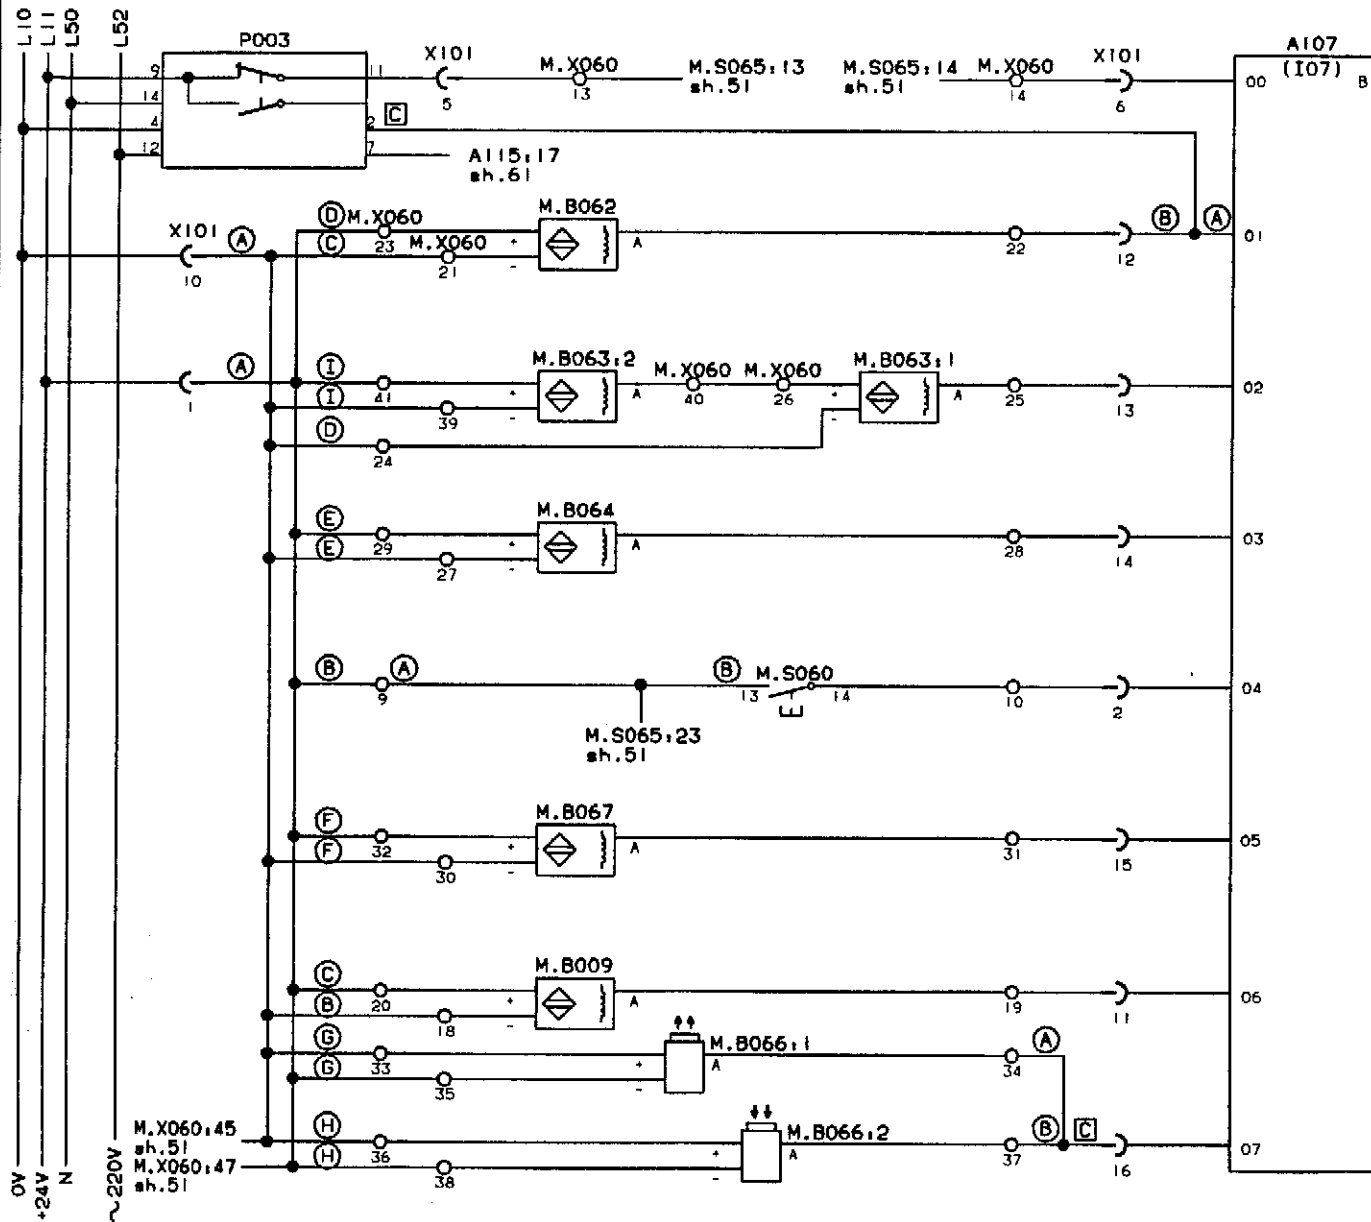 L10
L11
L50
L52
P003
9
14
4
12
11
2
7
C
X101
5
M.X060
13
M.S065:13
sh.51
M.S065:14
sh.51
M.X060
14
X101
6
A107
(I07)
00
B
A115:17
sh.61
X101
10
A
D
M.X060
23
C
M.X060
21
M.B062
+
-
A
22
12
B
A
01
1
A
I
41
I
39
D
24
M.B063:2
+
-
A
M.X060
40
M.X060
26
M.B063:1
+
-
A
25
13
02
E
29
E
27
M.B064
+
-
A
28
14
03
B
9
A
M.S065:23
sh.51
B
M.S060
13
14
10
2
04
F
32
F
30
M.B067
+
-
A
31
15
05
C
20
B
18
M.B009
+
-
A
19
11
06
G
33
G
35
+
-
M.B066:1
A
34
A
M.X060:45
sh.51
M.X060:47
sh.51
H
36
H
38
+
-
M.B066:2
A
37
B
C
16
07
0V
+24V
N
~220V